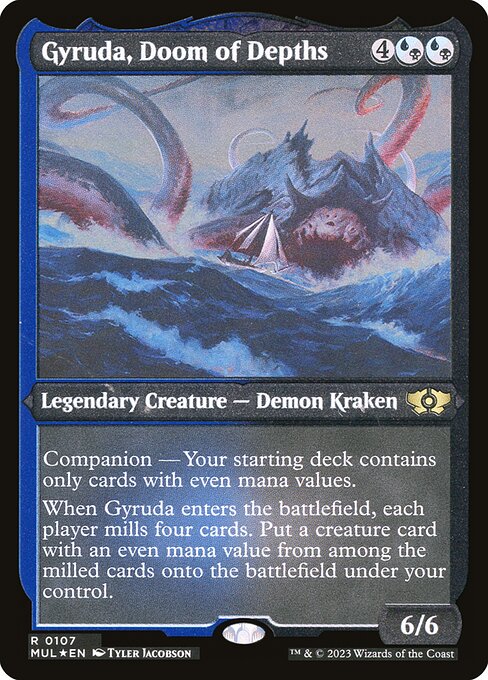 Gyruda, Doom of Depths 4
Legendary Creature — Demon Kraken
Companion — Your starting deck contains
only cards with even mana values.
When Gyruda enters the battlefield, each
player mills four cards. Put a creature card
with an even mana value from among the
milled cards onto the battlefield under your
control.
6/6
R 0107
MUL★EN Tyler Jacobson
™ & © 2023 Wizards of the Coast